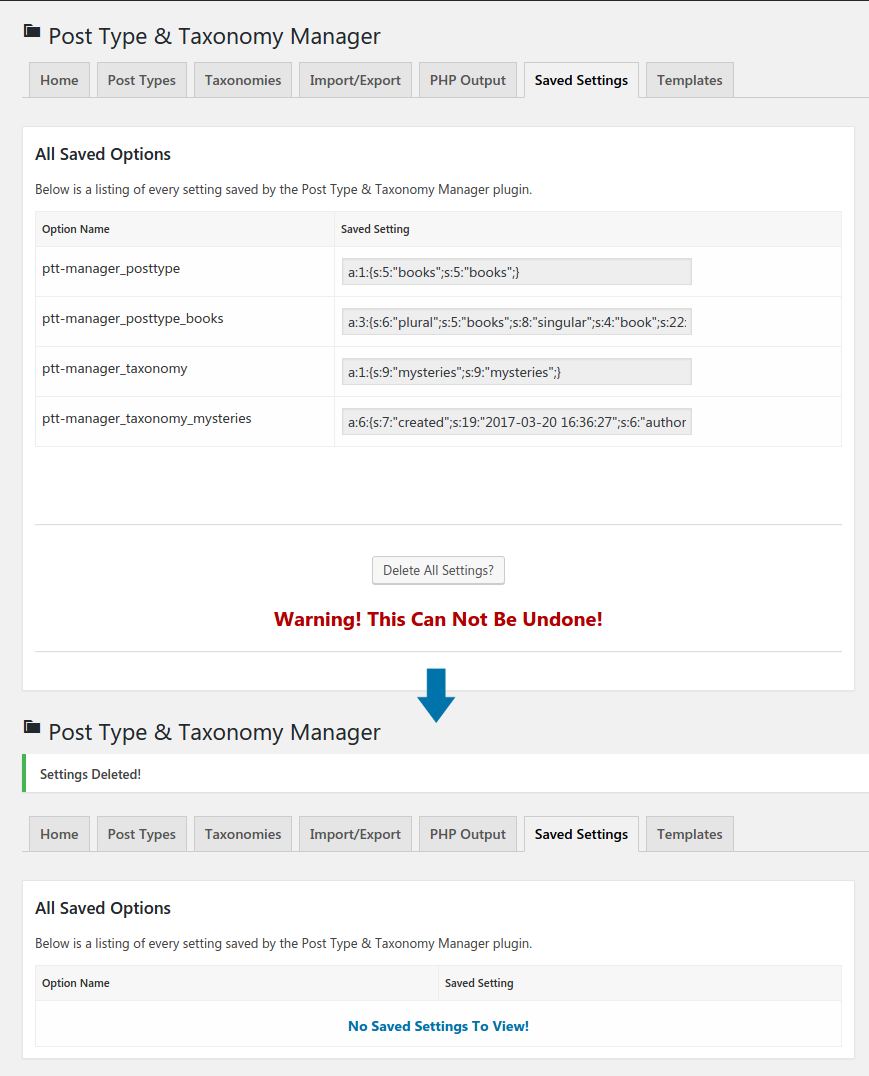 Post Type & Taxonomy Manager
Home Post Types Taxonomies Import/Export PHP Output Saved Settings Templates
All Saved Options
Below is a listing of every setting saved by the Post Type & Taxonomy Manager plugin.
Option Name Saved Setting
ptt-manager_posttype a:1:{s:5:"books";s:5:"books";}
ptt-manager_posttype_books a:3:{s:6:"plural";s:5:"books";s:8:"singular";s:4:"book";s:22:
ptt-manager_taxonomy a:1:{s:9:"mysteries";s:9:"mysteries";}
ptt-manager_taxonomy_mysteries a:6:{s:7:"created";s:19:"2017-03-20 16:36:27";s:6:"author
Delete All Settings?
Warning! This Can Not Be Undone!
Post Type & Taxonomy Manager
Settings Deleted!
Home Post Types Taxonomies Import/Export PHP Output Saved Settings Templates
All Saved Options
Below is a listing of every setting saved by the Post Type & Taxonomy Manager plugin.
Option Name Saved Setting
No Saved Settings To View!